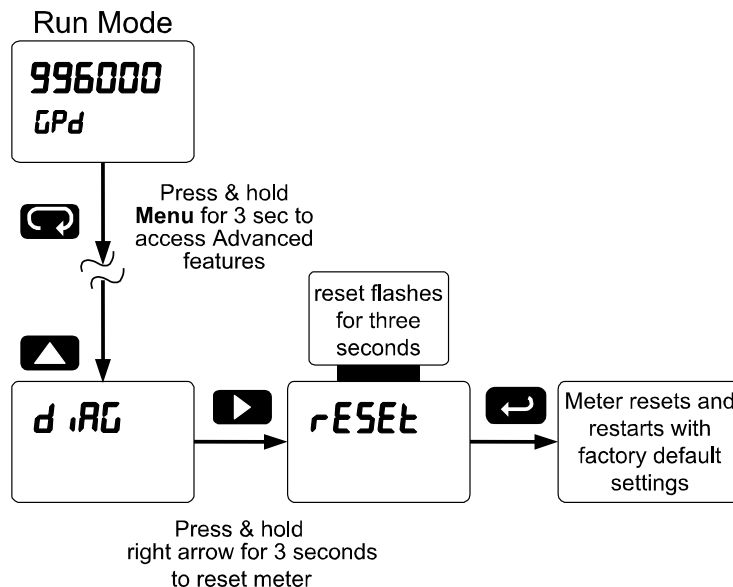 Run Mode
996000
GPd
Press & hold
Menu for 3 sec to
access Advanced
features
reset flashes
for three
seconds
diAG
rESEt
Meter resets and
restarts with
factory default
settings
Press & hold
right arrow for 3 seconds
to reset meter